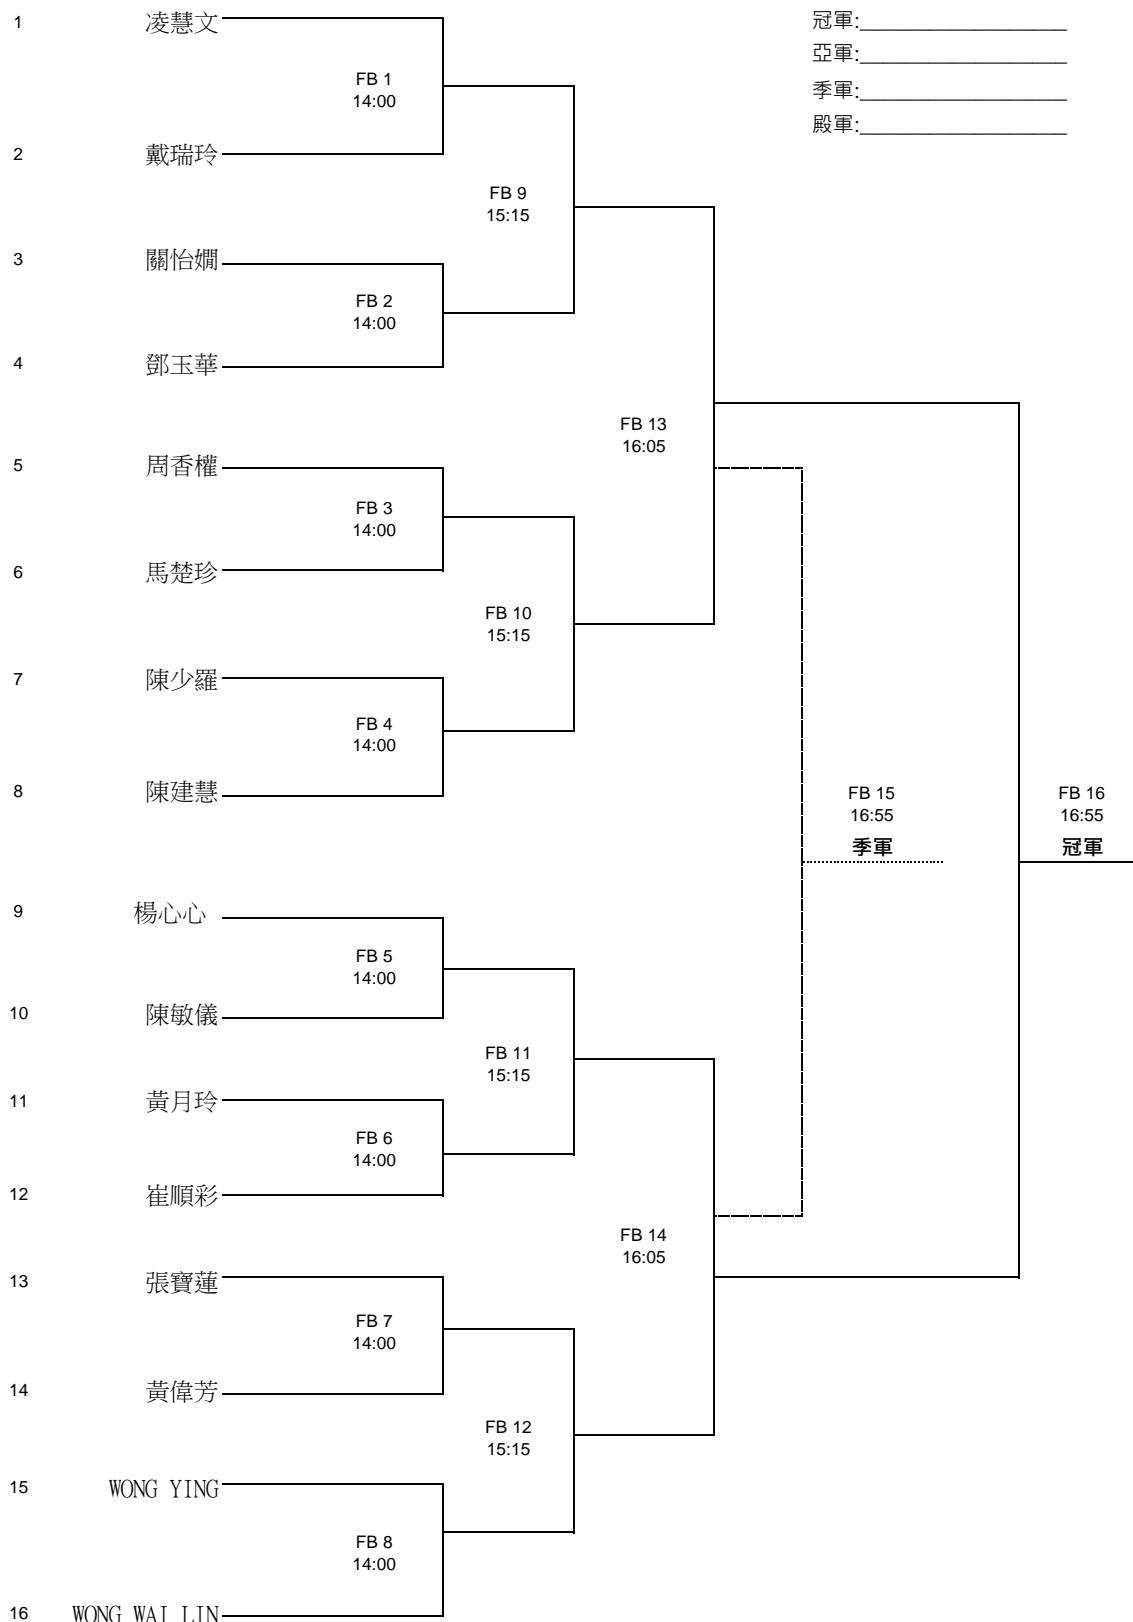 1 凌慧文
冠軍:____________________
亞軍:____________________
季軍:____________________
殿軍:____________________
FB 1
14:00
2 戴瑞玲
FB 9
15:15
3 關怡嫺
FB 2
14:00
4 鄧玉華
FB 13
16:05
5 周香權
FB 3
14:00
6 馬楚珍
FB 10
15:15
7 陳少羅
FB 4
14:00
8 陳建慧
FB 15
16:55
季軍
FB 16
16:55
冠軍
9 楊心心
FB 5
14:00
10 陳敏儀
FB 11
15:15
11 黃月玲
FB 6
14:00
12 崔順彩
FB 14
16:05
13 張寶蓮
FB 7
14:00
14 黃偉芳
FB 12
15:15
15 WONG YING
FB 8
14:00
16 WONG WAI LIN